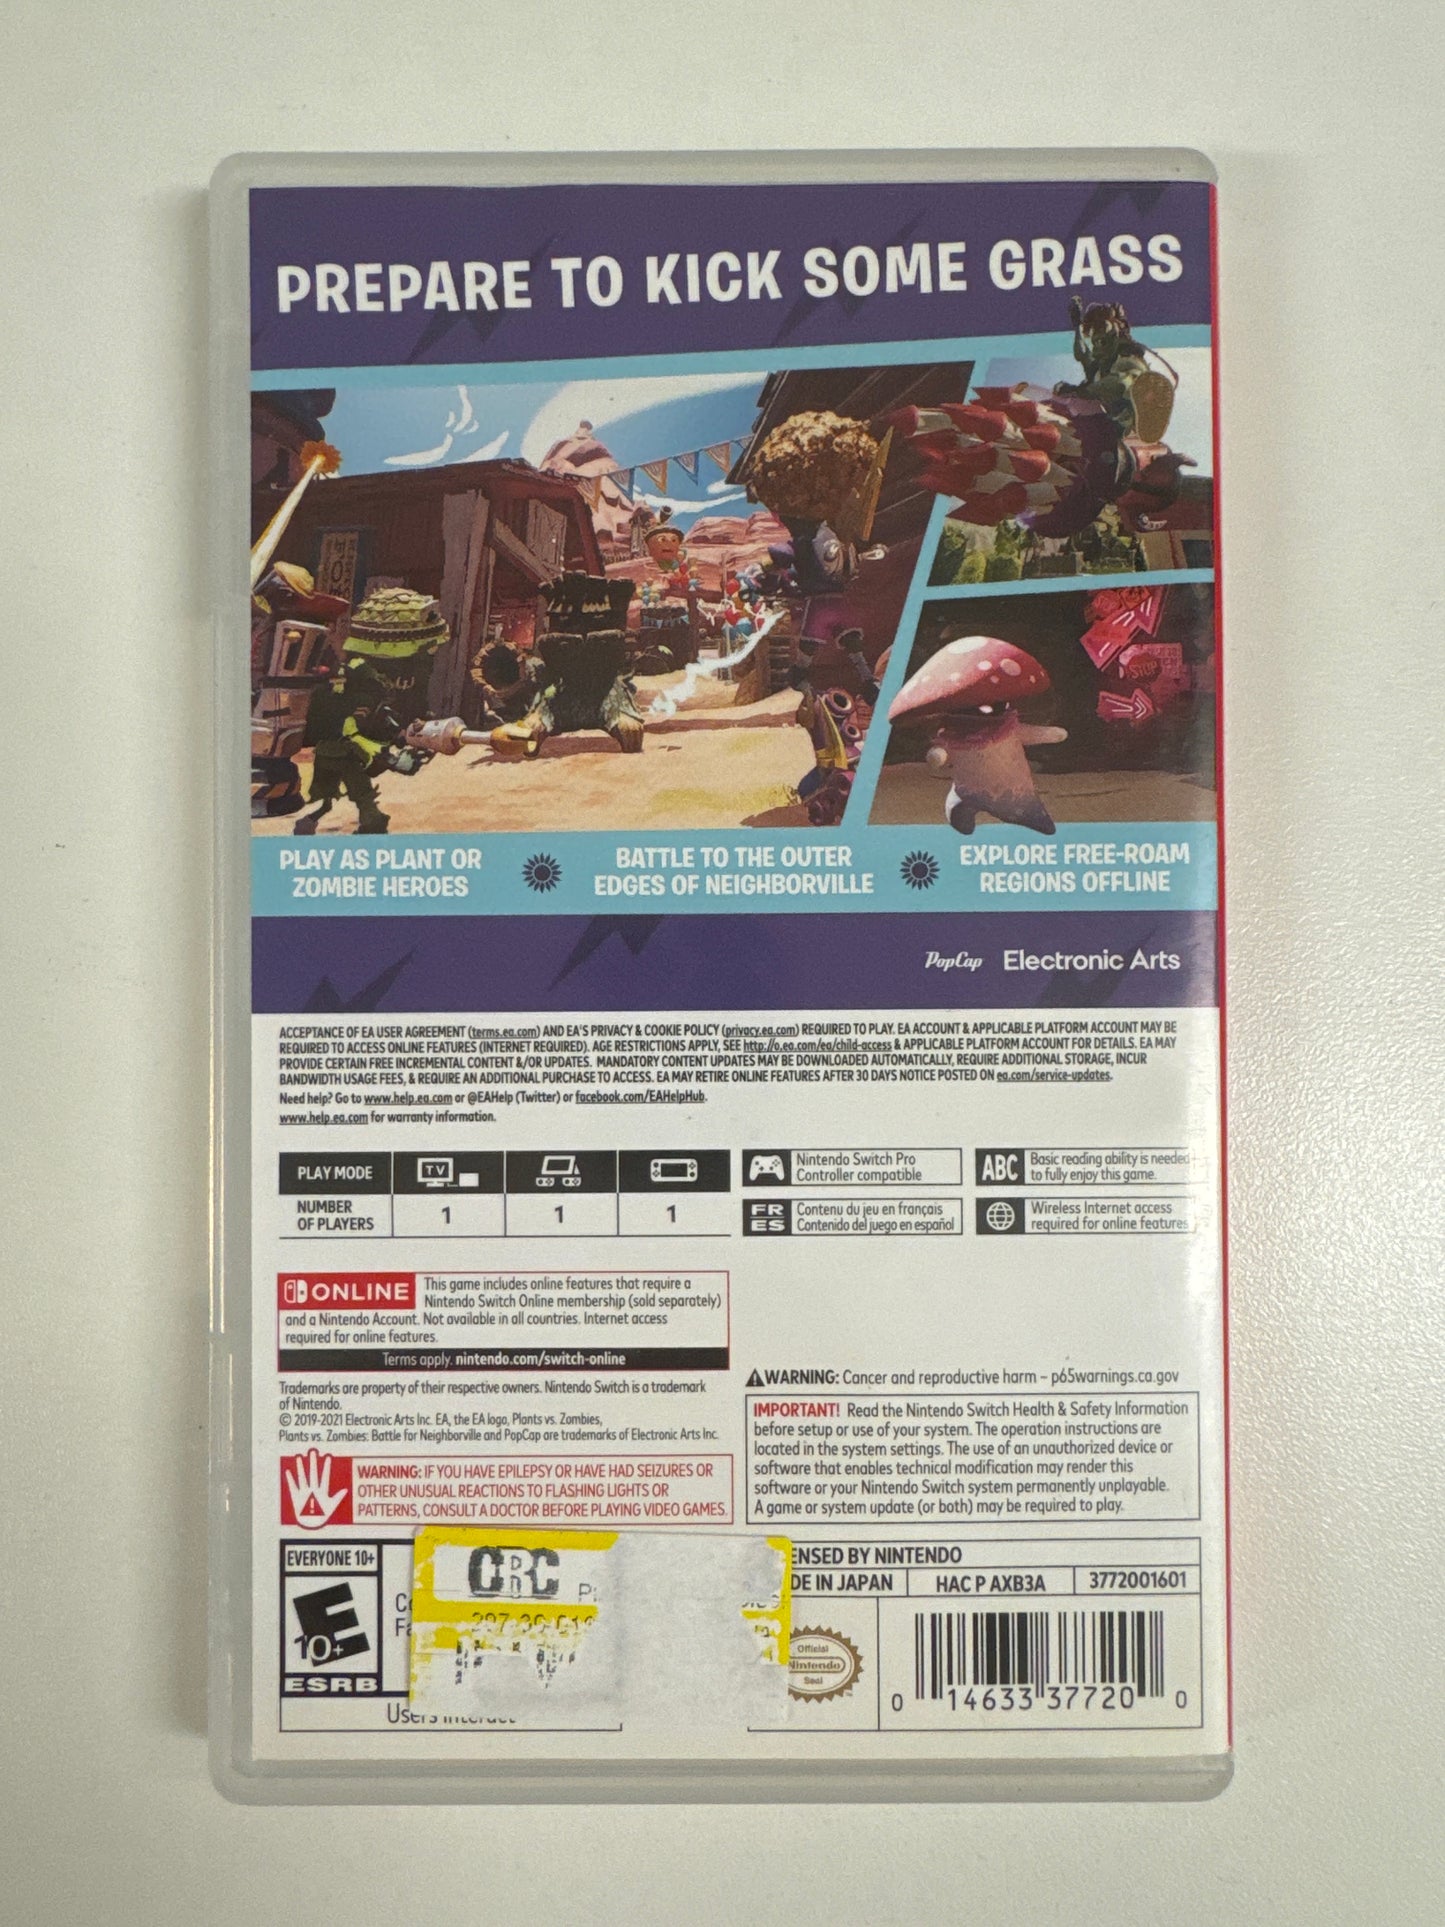 PREPARE TO KICK SOME GRASS
STOP
PLAY AS PLANT OR
ZOMBIE HEROES
BATTLE TO THE OUTER
EDGES OF NEIGHBORVILLE
EXPLORE FREE-ROAM
REGIONS OFFLINE
PopCap Electronic Arts
ACCEPTANCE OF EA USER AGREEMENT (terms.ea.com) AND EA'S PRIVACY & COOKIE POLICY (privacy.ea.com) REQUIRED TO PLAY. EA ACCOUNT & APPLICABLE PLATFORM ACCOUNT MAY BE
REQUIRED TO ACCESS ONLINE FEATURES (INTERNET REQUIRED). AGE RESTRICTIONS APPLY, SEE http://o.ea.com/ea/child-access & APPLICABLE PLATFORM ACCOUNT FOR DETAILS. EA MAY
PROVIDE CERTAIN FREE INCREMENTAL CONTENT &/OR UPDATES. MANDATORY CONTENT UPDATES MAY BE DOWNLOADED AUTOMATICALLY, REQUIRE ADDITIONAL STORAGE, INCUR
BANDWIDTH USAGE FEES, & REQUIRE AN ADDITIONAL PURCHASE TO ACCESS. EA MAY RETIRE ONLINE FEATURES AFTER 30 DAYS NOTICE POSTED ON ea.com/service-updates.
Need help? Go to www.help.ea.com or @EAHelp (Twitter) or facebook.com/EAHelpHub.
www.help.ea.com for warranty information.
PLAY MODE TV
NUMBER
OF PLAYERS 1 1 1
Nintendo Switch Pro
Controller compatible
ABC Basic reading ability is needed
to fully enjoy this game.
FR Contenu du jeu en français
ES Contenido del juego en español
Wireless Internet access
required for online features
ONLINE This game includes online features that require a
Nintendo Switch Online membership (sold separately)
and a Nintendo Account. Not available in all countries. Internet access
required for online features.
Terms apply. nintendo.com/switch-online
Trademarks are property of their respective owners. Nintendo Switch is a trademark
of Nintendo.
© 2019-2021 Electronic Arts Inc. EA, the EA logo, Plants vs. Zombies,
Plants vs. Zombies: Battle for Neighborville and PopCap are trademarks of Electronic Arts Inc.
WARNING: IF YOU HAVE EPILEPSY OR HAVE HAD SEIZURES OR
OTHER UNUSUAL REACTIONS TO FLASHING LIGHTS OR
PATTERNS, CONSULT A DOCTOR BEFORE PLAYING VIDEO GAMES.
WARNING: Cancer and reproductive harm – p65warnings.ca.gov
IMPORTANT! Read the Nintendo Switch Health & Safety Information
before setup or use of your system. The operation instructions are
located in the system settings. The use of an unauthorized device or
software that enables technical modification may render this
software or your Nintendo Switch system permanently unplayable.
A game or system update (or both) may be required to play.
EVERYONE 10+
E
10+
ESRB
CBC
Users
ENSED BY NINTENDO
DE IN JAPAN HAC P AXB3A 3772001601
Official
Nintendo
Seal
0 14633 37720 0